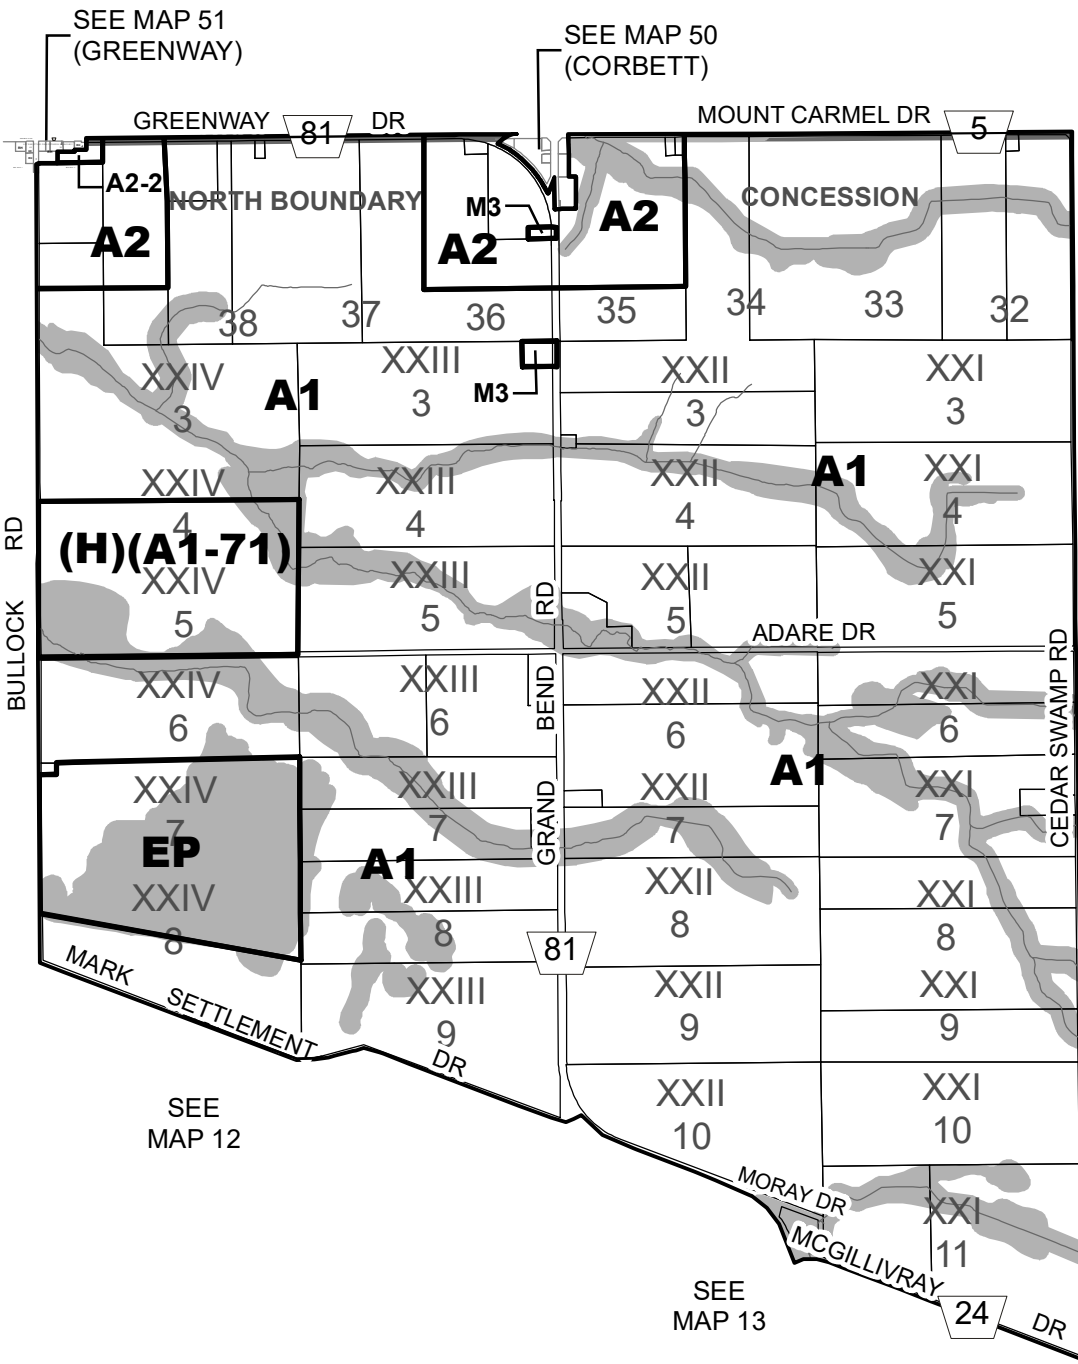 SEE MAP 51
(GREENWAY)
SEE MAP 50
(CORBETT)
GREENWAY 81 DR
MOUNT CARMEL DR 5
A2-2
NORTH BOUNDARY
CONCESSION
M3
A2
A2
A2
38
37
36
35
34
33
32
XXIV
3
A1
XXIII
3
M3
XXII
3
XXI
3
XXIV
4
XXIII
4
XXII
4
A1
XXI
4
(H)(A1-71)
XXIV
5
XXIII
5
XXII
5
XXI
5
BULLOCK RD
ADARE DR
GRAND BEND RD
CEDAR SWAMP RD
XXIV
6
XXIII
6
XXII
6
XXI
6
A1
XXIV
7
XXIII
7
XXII
7
XXI
7
EP
A1
XXIV
8
XXIII
8
XXII
8
XXI
8
81
MARK SETTLEMENT DR
XXIII
9
XXII
9
XXI
9
SEE
MAP 12
XXII
10
XXI
10
MORAY DR
XXI
11
MCGILLIVRAY 24 DR
SEE
MAP 13